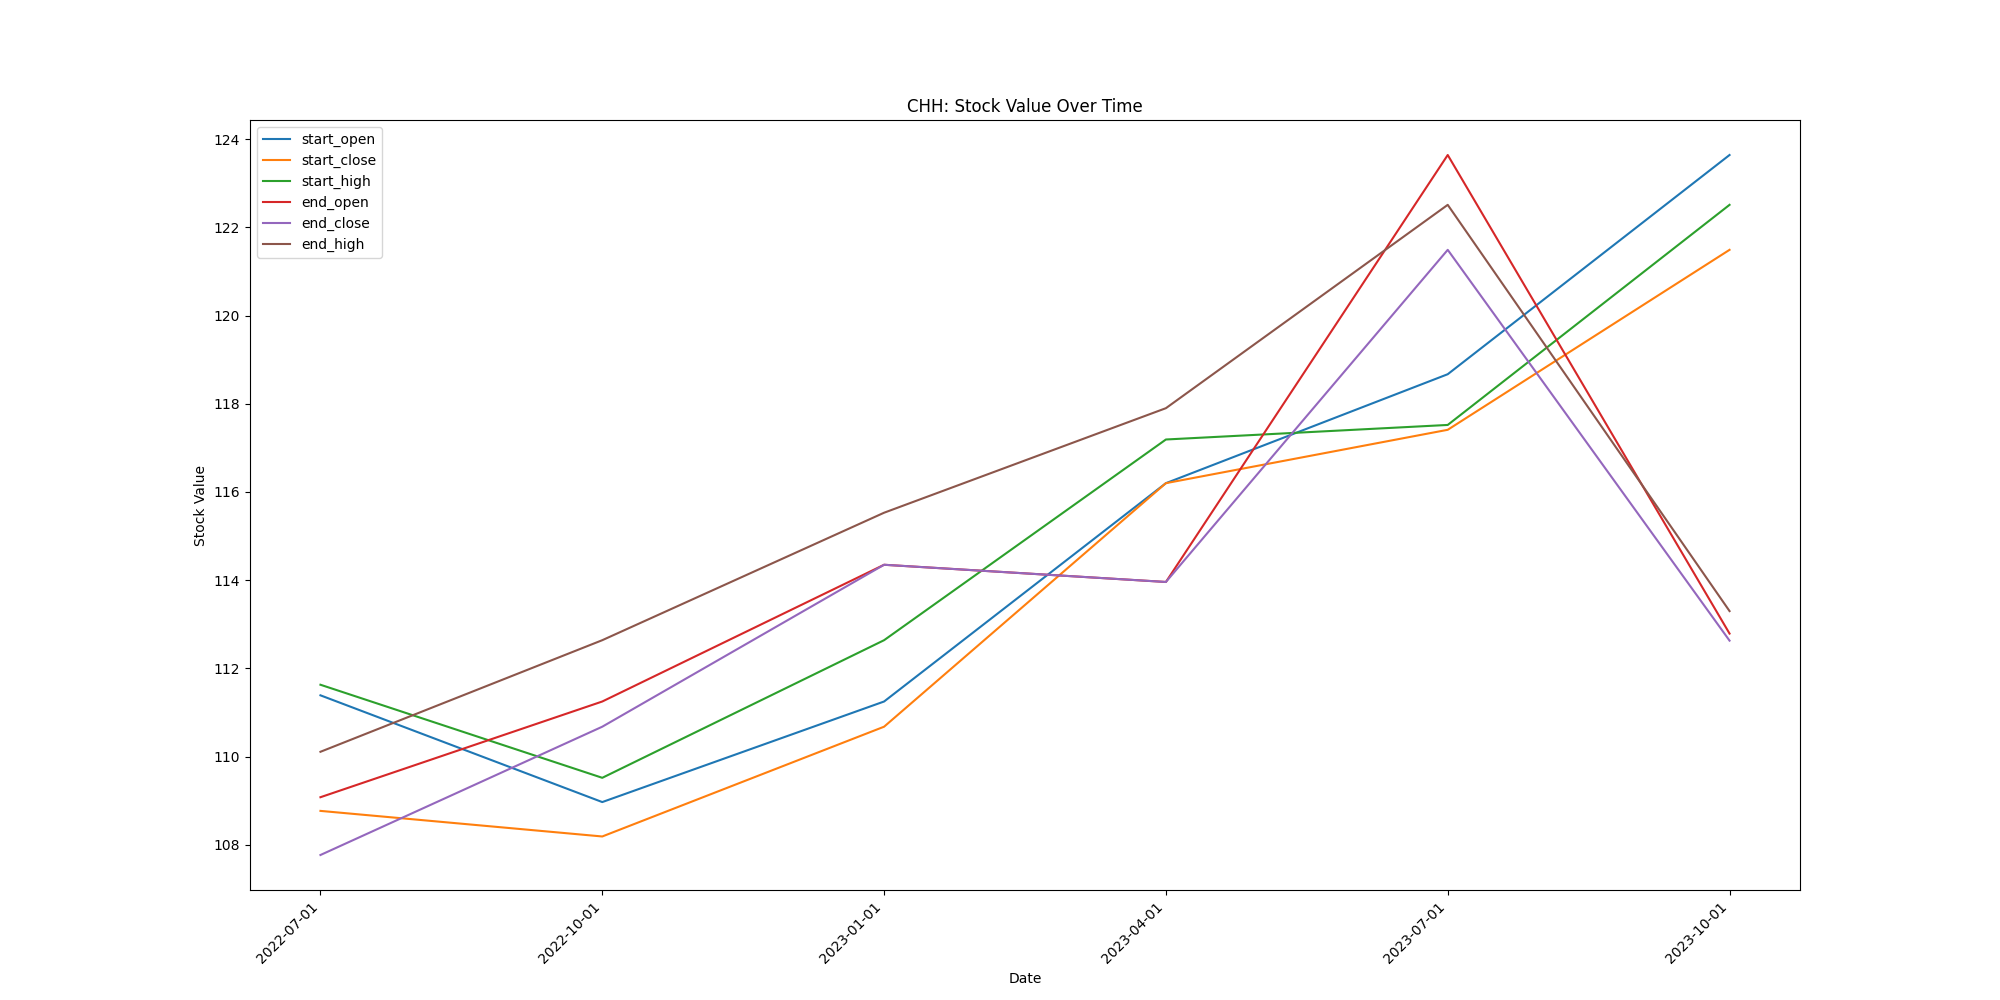 CHH: Stock Value Over Time
start_open
start_close
start_high
end_open
end_close
end_high
124
122
120
118
116
114
112
110
108
Stock Value
2022-07-01
2022-10-01
2023-01-01
2023-04-01
2023-07-01
2023-10-01
Date